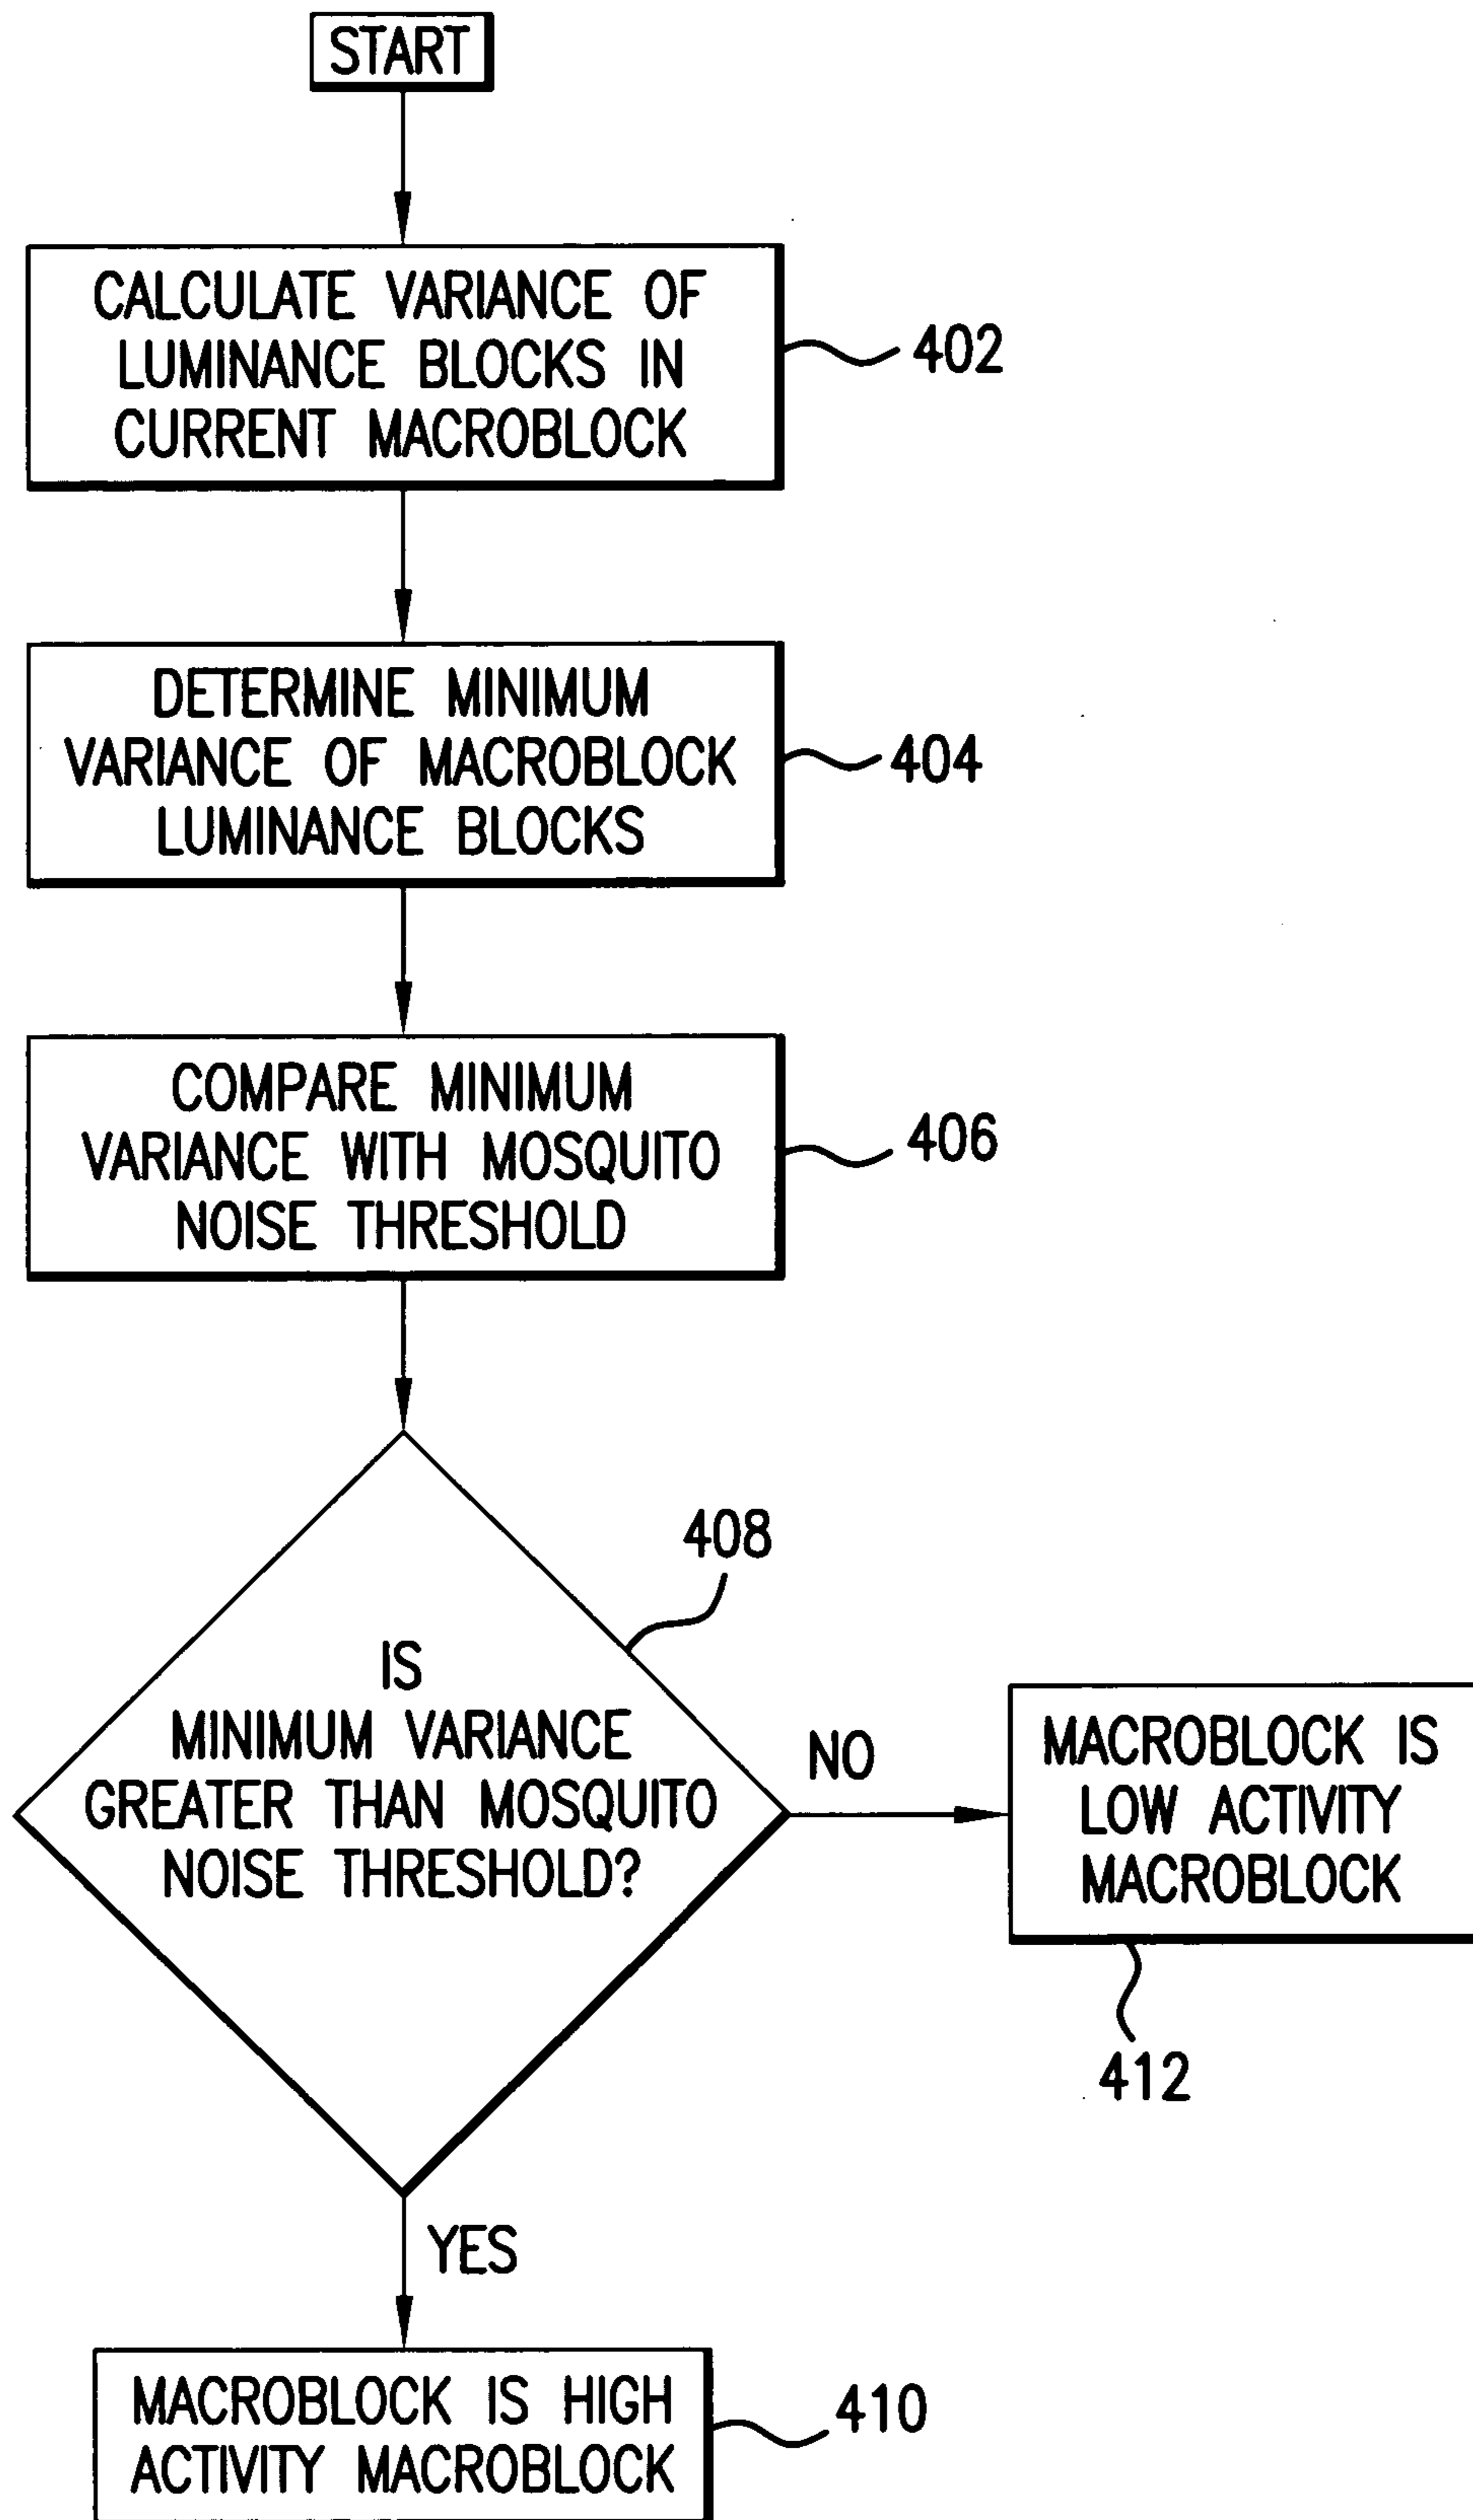 START
CALCULATE VARIANCE OF
LUMINANCE BLOCKS IN
CURRENT MACROBLOCK
402
DETERMINE MINIMUM
VARIANCE OF MACROBLOCK
LUMINANCE BLOCKS
404
COMPARE MINIMUM
VARIANCE WITH MOSQUITO
NOISE THRESHOLD
406
408
IS
MINIMUM VARIANCE
GREATER THAN MOSQUITO
NOISE THRESHOLD?
NO
MACROBLOCK IS
LOW ACTIVITY
MACROBLOCK
412
YES
MACROBLOCK IS HIGH
ACTIVITY MACROBLOCK
410